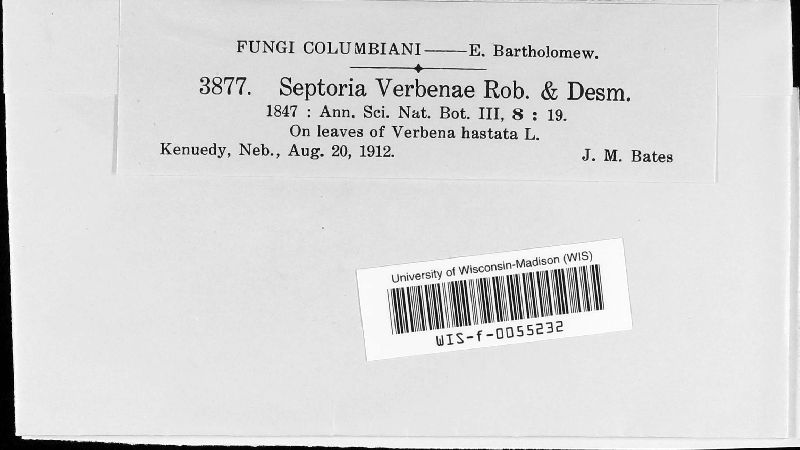 FUNGI COLUMBIANI——E. Bartholomew.
3877. Septoria Verbenae Rob. & Desm.
1847 : Ann. Sci. Nat. Bot. III, 8 : 19.
On leaves of Verbena hastata L.
Kenuedy, Neb., Aug. 20, 1912. J. M. Bates
University of Wisconsin-Madison (WIS)
WIS-f-0055232